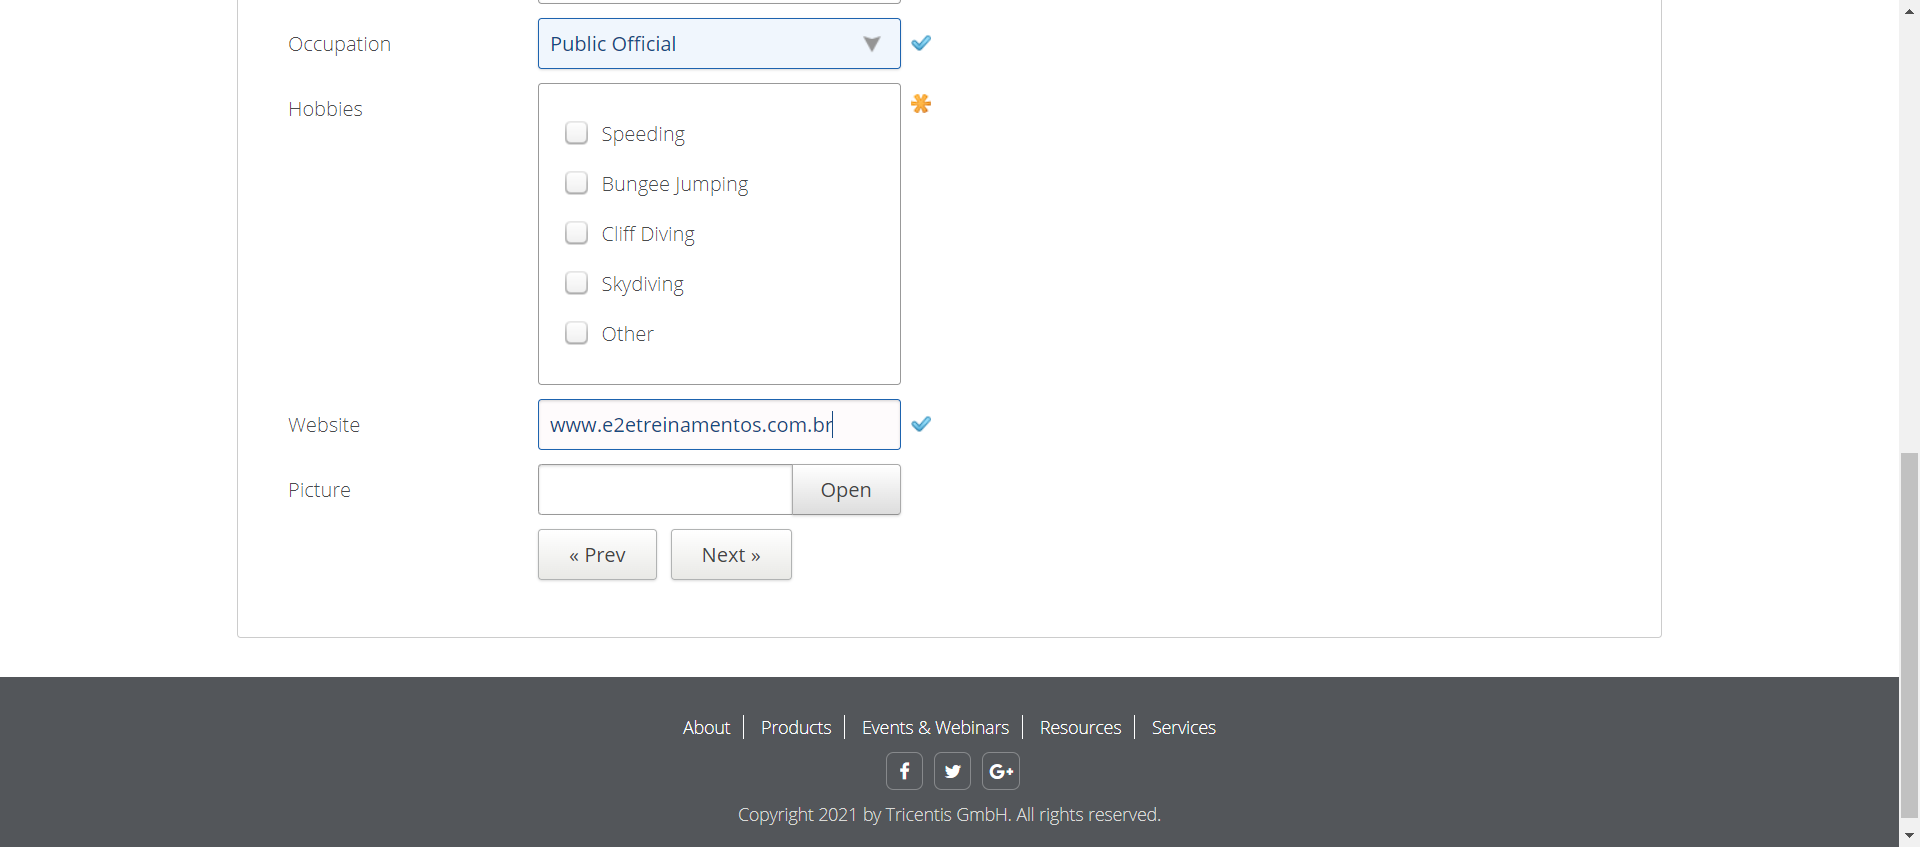 Occupation
Public Official
Hobbies
Speeding
Bungee Jumping
Cliff Diving
Skydiving
Other
Website
www.e2etreinamentos.com.br
Picture
Open
« Prev
Next »
About
Products
Events & Webinars
Resources
Services
Copyright 2021 by Tricentis GmbH. All rights reserved.